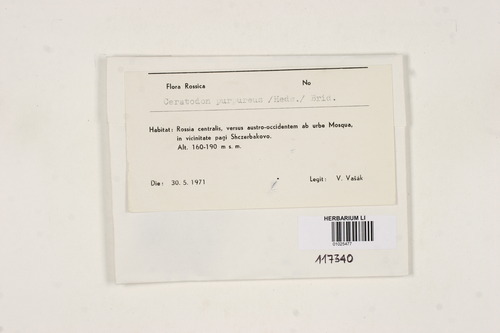 Flora Rossica No
Ceratodon purpureus /Hedw./ Brid.
Habitat: Rossia centralis, versus austro-occidentem ab urbe Mosqua,
in vicinitate pagi Shczerbakovo.
Alt. 160-190 m s. m.
Die: 30. 5. 1971 Legit: V. Vašák
HERBARIUM LI
01025477
117340